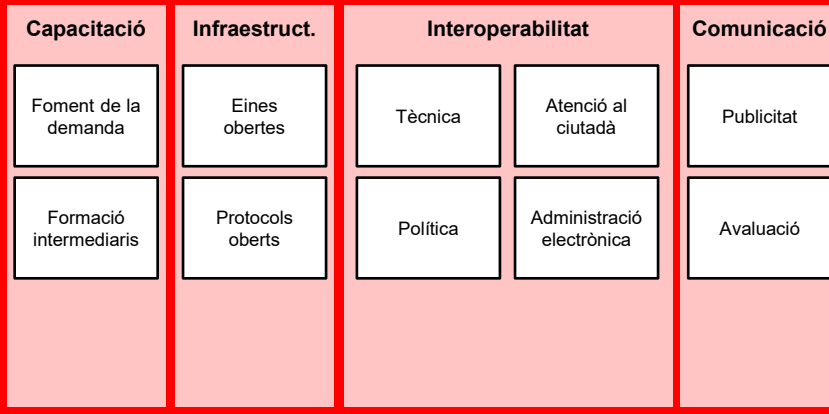 Capacitació
Foment de la
demanda
Formació
intermediaris
Infraestruct.
Eines
obertes
Protocols
oberts
Interoperabilitat
Tècnica
Atenció al
ciutadà
Política
Administració
electrònica
Comunicació
Publicitat
Avaluació